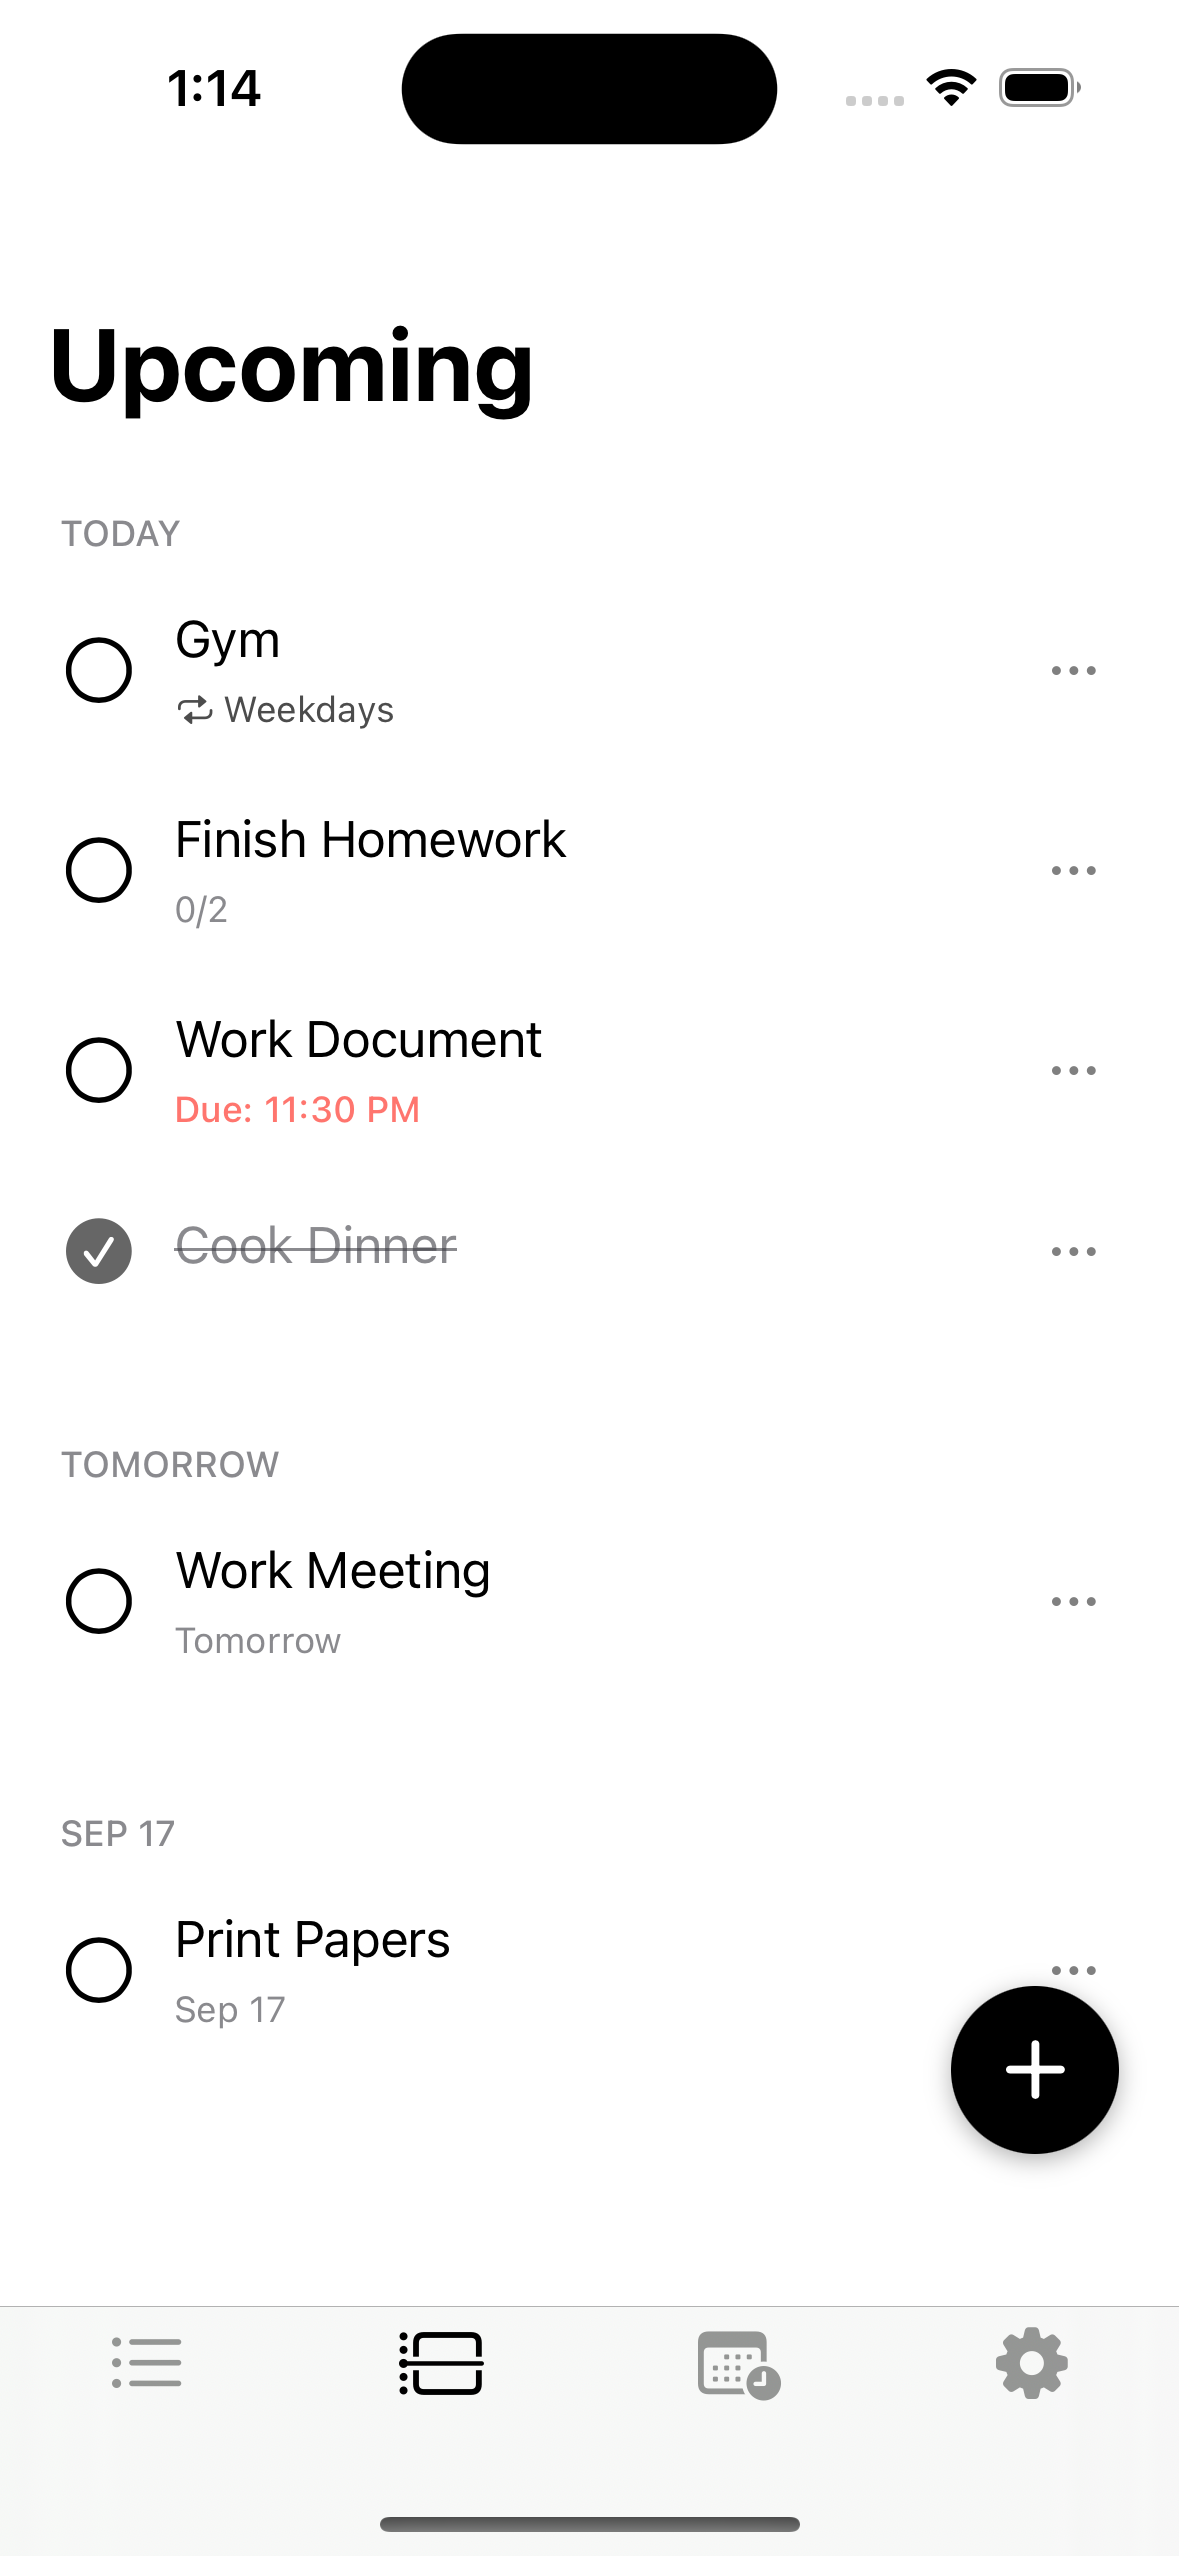 1:14
Upcoming
TODAY
Gym
Weekdays
Finish Homework
0/2
Work Document
Due: 11:30 PM
Cook Dinner
TOMORROW
Work Meeting
Tomorrow
SEP 17
Print Papers
Sep 17